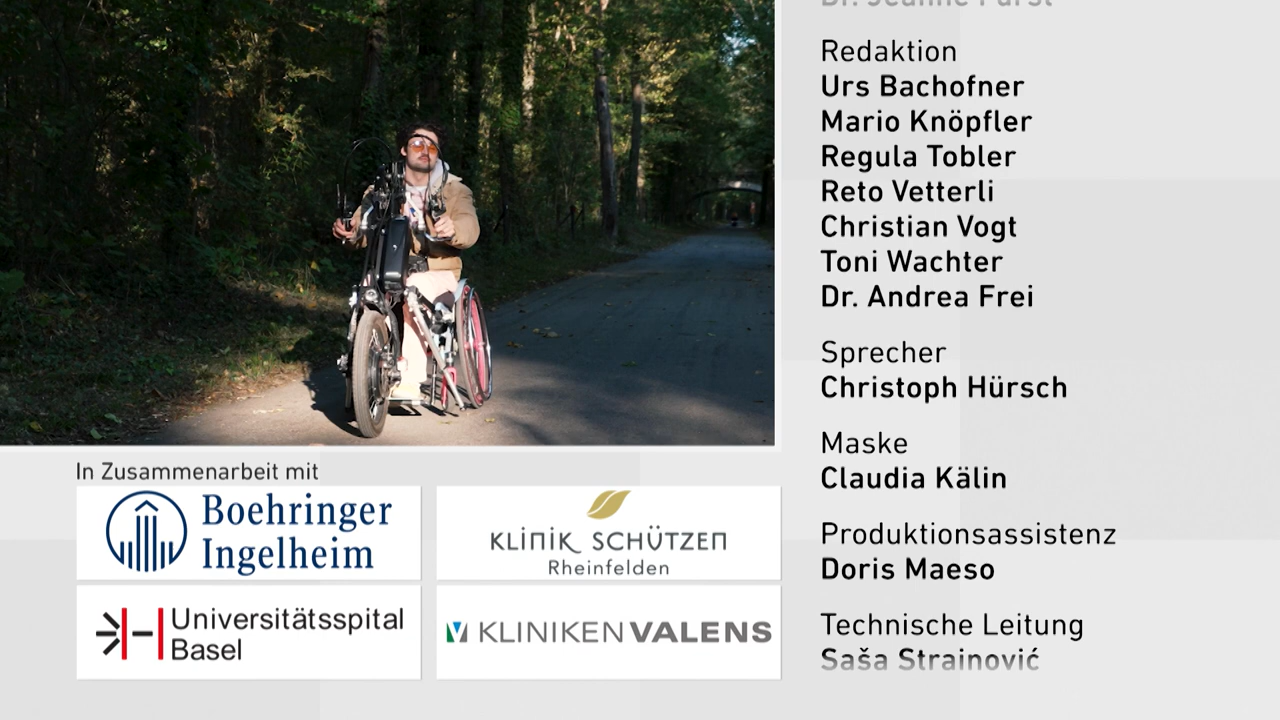 Redaktion
Urs Bachofner
Mario Knöpfler
Regula Tobler
Reto Vetterli
Christian Vogt
Toni Wachter
Dr. Andrea Frei
Sprecher
Christoph Hürsch
Maske
Claudia Kälin
Produktionsassistenz
Doris Maeso
Technische Leitung
Saša Strainović
In Zusammenarbeit mit
Boehringer
Ingelheim
KLINIK SCHÜTZEN
Rheinfelden
Universitätsspital
Basel
KLINIKEN VALENS